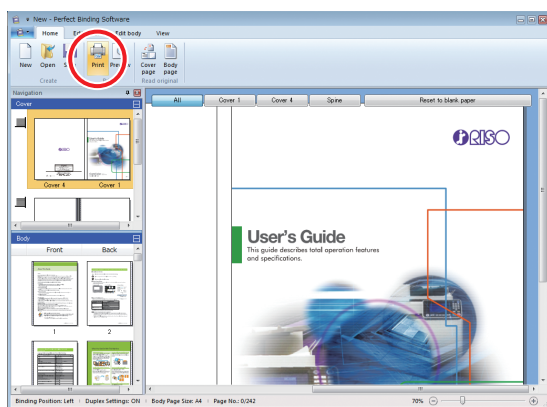 New - Perfect Binding Software
Home Edit body View
New Open Print Cover page Body page
Create Read original
Navigation
Cover
All Cover 1 Cover 4 Spine Reset to blank paper
RISO
Cover 4 Cover 1
User's Guide
This guide describes total operation features
and specifications.
Body
Front Back
1 2
Binding Position: Left Duplex Settings: ON Body Page Size: A4 Page No.: 0/242 70%